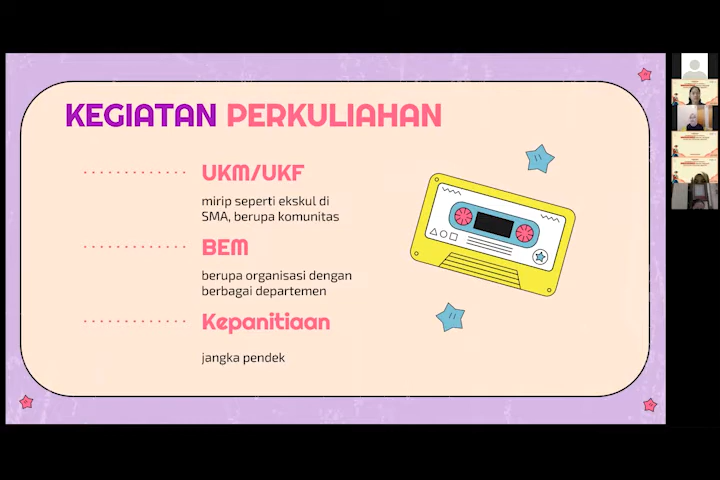 KEGIATAN PERKULIAHAN
UKM/UKF
mirip seperti ekskul di
SMA, berupa komunitas
BEM
berupa organisasi dengan
berbagai departemen
Kepanitiaan
jangka pendek